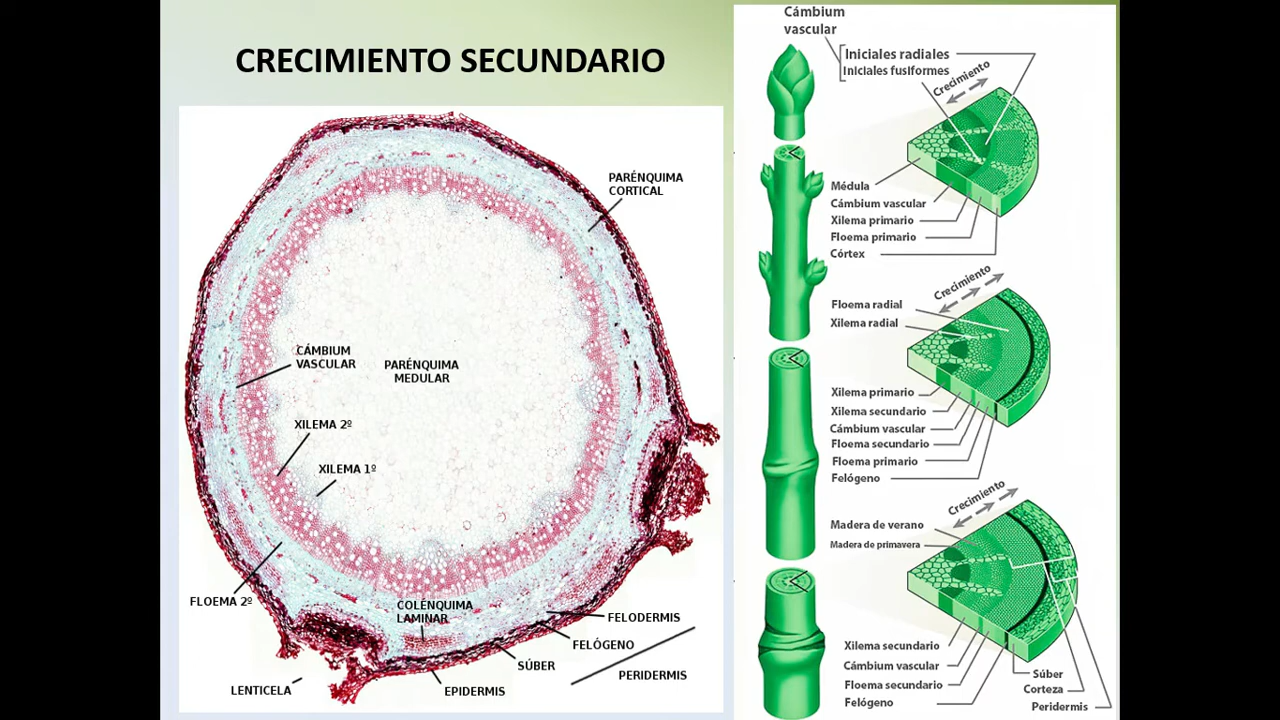 CRECIMIENTO SECUNDARIO
PARÉNQUIMA
CORTICAL
CÁMBIUM
VASCULAR
PARÉNQUIMA
MEDULAR
XILEMA 2º
XILEMA 1º
FLOEMA 2º
COLÉNQUIMA
LAMINAR
FELODERMIS
FELÓGENO
SÚBER
PERIDERMIS
EPIDERMIS
LENTICELA
Cámbium
vascular
Iniciales radiales
Iniciales fusiformes
Crecimiento
Médula
Cámbium vascular
Xilema primario
Floema primario
Córtex
Crecimiento
Floema radial
Xilema radial
Xilema primario
Xilema secundario
Cámbium vascular
Floema secundario
Floema primario
Felógeno
Crecimiento
Madera de verano
Madera de primavera
Xilema secundario
Cámbium vascular
Floema secundario
Felógeno
Súber
Corteza
Peridermis